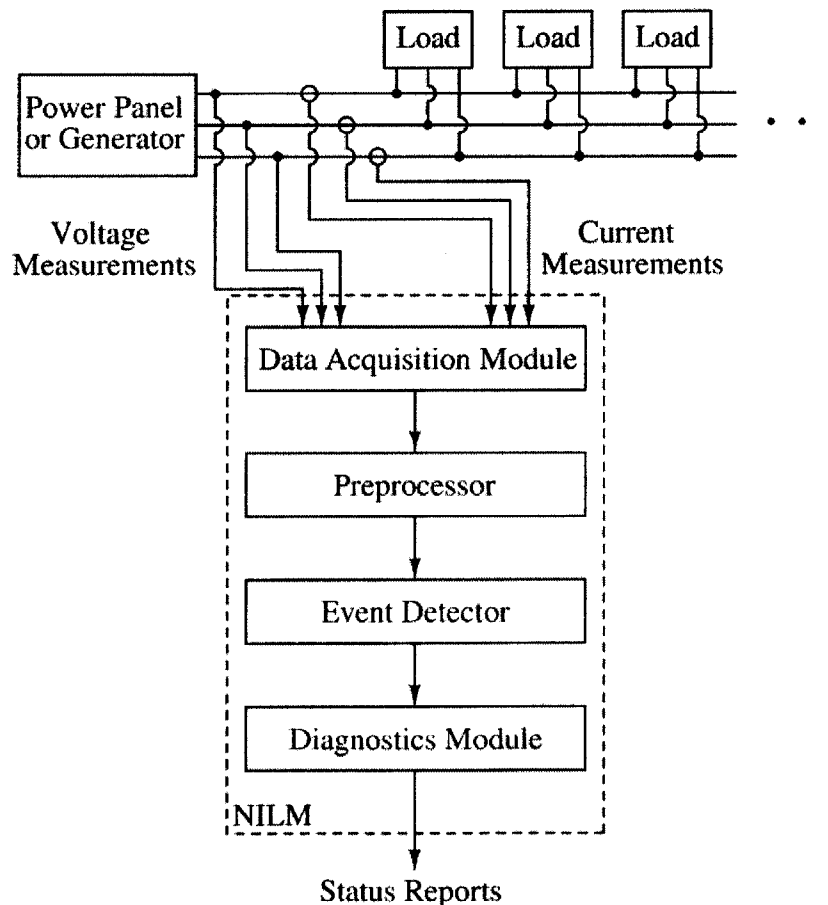 Load
Load
Load
Power Panel
or Generator
Voltage
Measurements
Current
Measurements
Data Acquisition Module
Preprocessor
Event Detector
Diagnostics Module
NILM
Status Reports